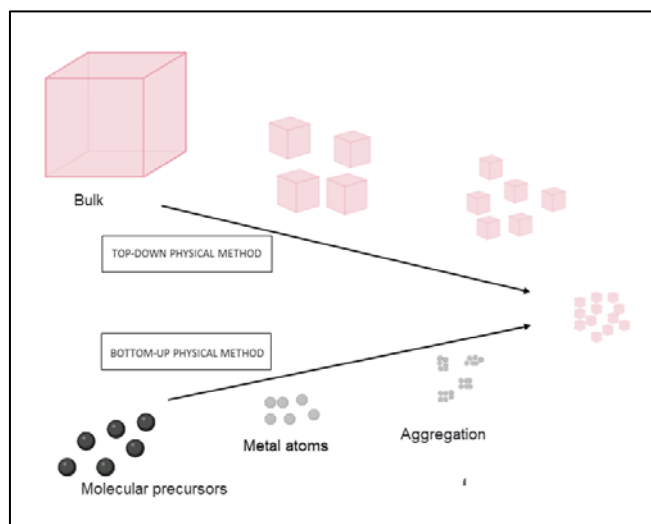 Bulk
TOP-DOWN PHYSICAL METHOD
BOTTOM-UP PHYSICAL METHOD
Metal atoms
Aggregation
Molecular precursors